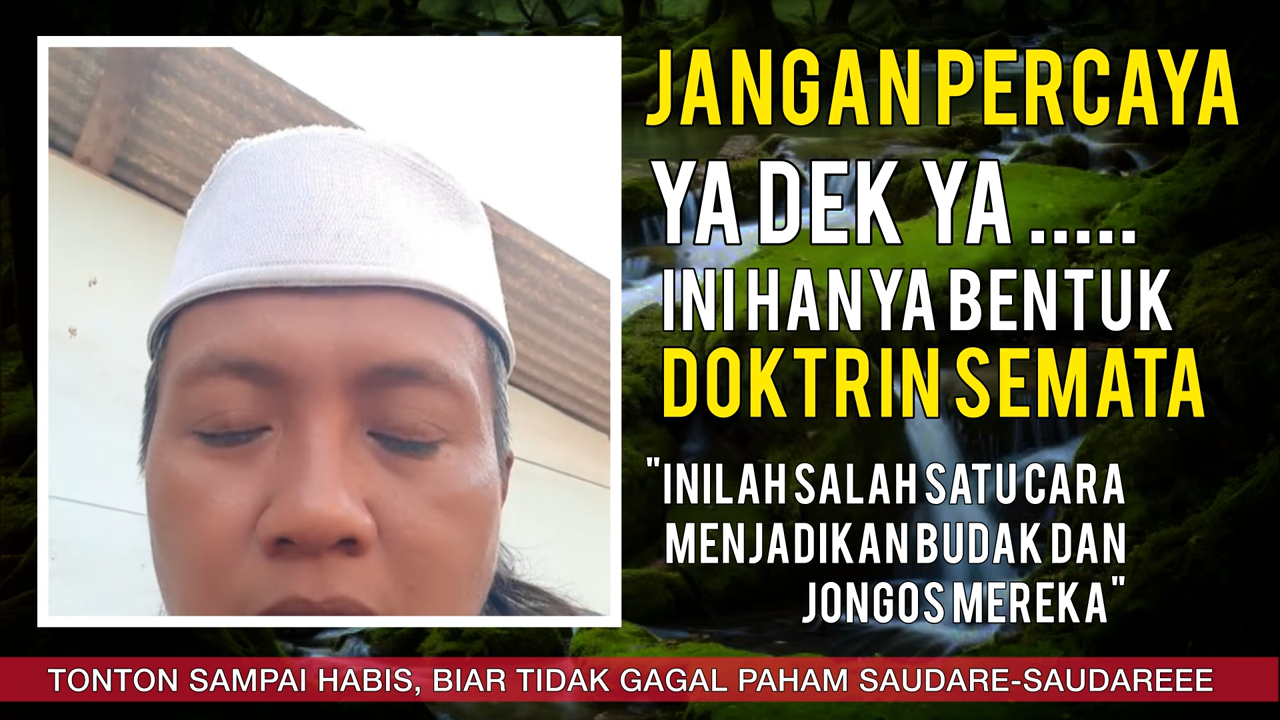 JANGAN PERCAYA
YA DEK YA .....
INI HANYA BENTUK
DOKTRIN SEMATA
"INILAH SALAH SATU CARA
MENJADIKAN BUDAK DAN
JONGOS MEREKA"
TONTON SAMPAI HABIS, BIAR TIDAK GAGAL PAHAM SAUDARE-SAUDAREEE